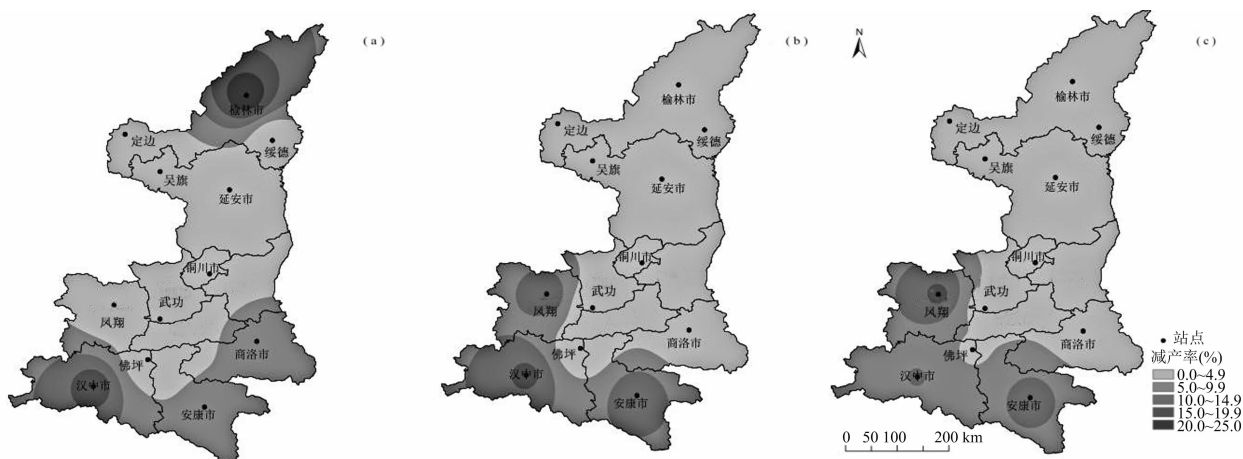 (a)
榆林市
定边
绥德
吴旗
延安市
铜川市
武功
凤翔
商洛市
佛坪
汉中市
安康市
(b)
榆林市
定边
绥德
吴旗
延安市
铜川市
武功
凤翔
商洛市
佛坪
汉中市
安康市
N
(c)
榆林市
定边
绥德
吴旗
延安市
铜川市
武功
凤翔
商洛市
佛坪
汉中市
安康市
站点
减产率(%)
0.0~4.9
5.0~9.9
10.0~14.9
15.0~19.9
20.0~25.0
0 50 100 200 km